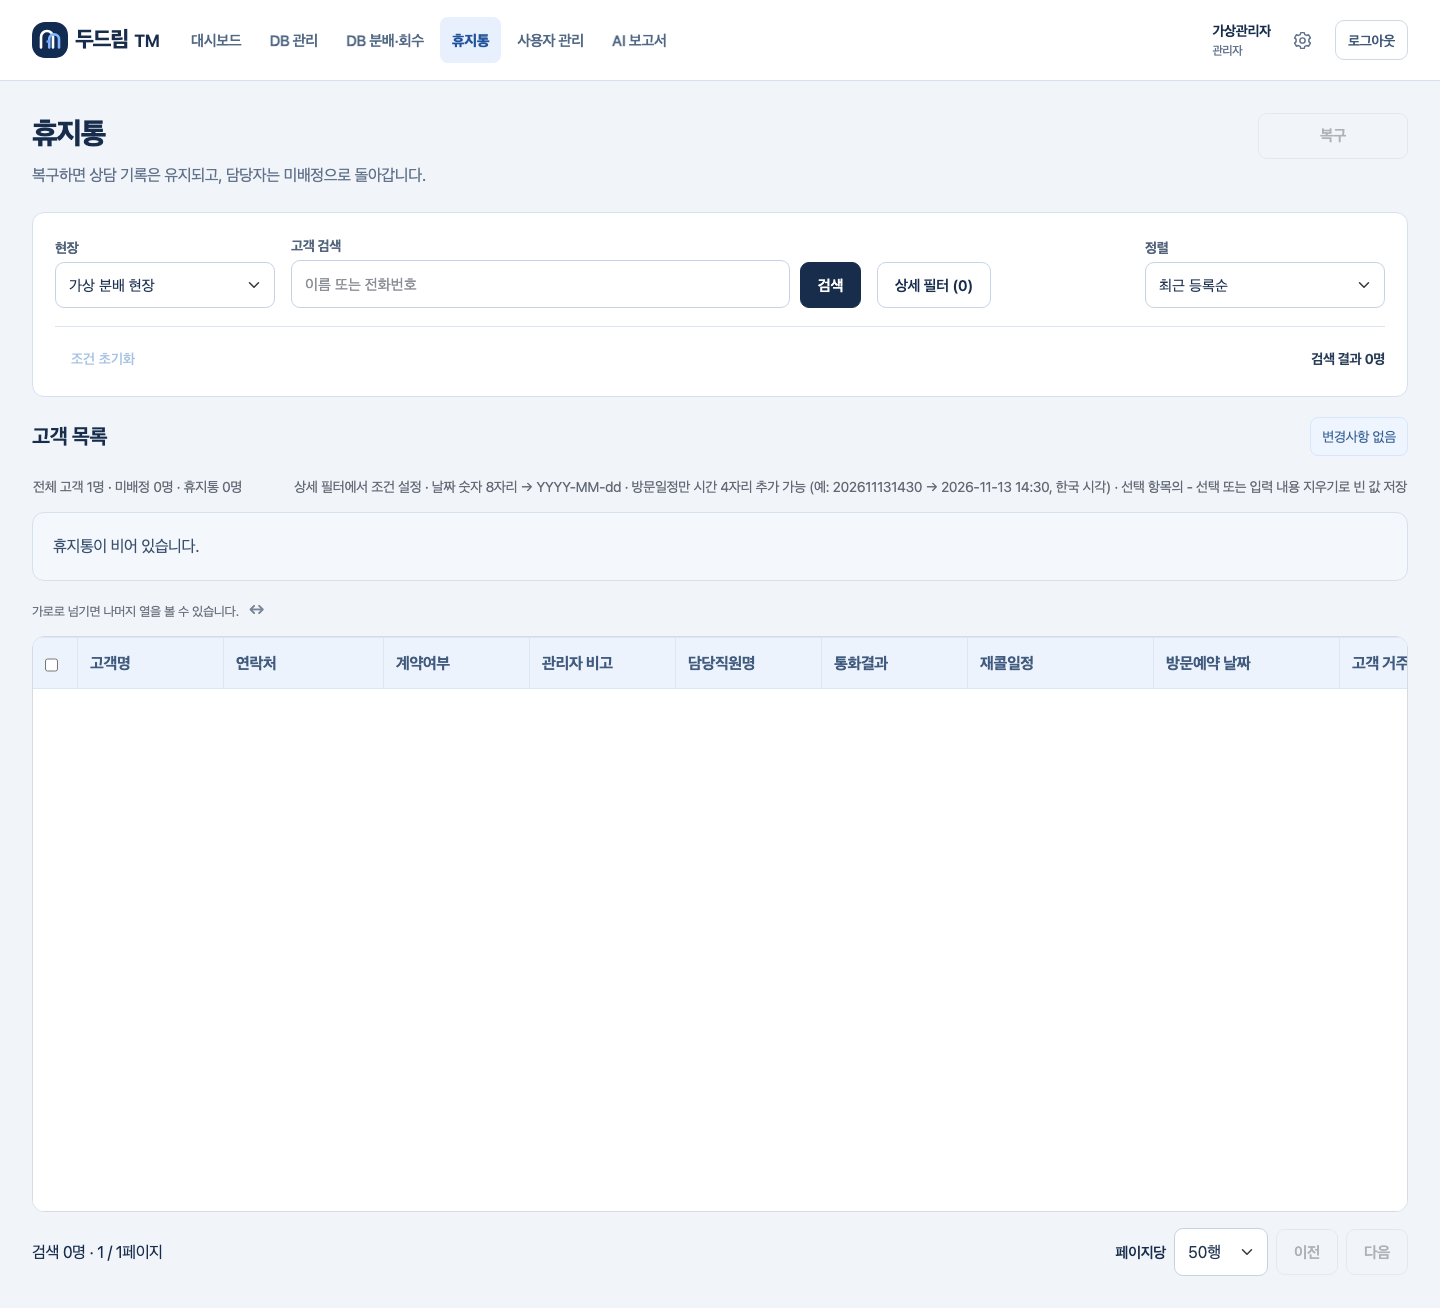 두드림 TM
대시보드
DB 관리
DB 분배·회수
휴지통
사용자 관리
AI 보고서
가상관리자
관리자
로그아웃
휴지통
복구
복구하면 상담 기록은 유지되고, 담당자는 미배정으로 돌아갑니다.
현장
고객 검색
정렬
가상 분배 현장
이름 또는 전화번호
검색
상세 필터 (0)
최근 등록순
조건 초기화
검색 결과 0명
고객 목록
변경사항 없음
전체 고객 1명 · 미배정 0명 · 휴지통 0명
상세 필터에서 조건 설정 · 날짜 숫자 8자리 → YYYY-MM-dd · 방문일정만 시간 4자리 추가 가능 (예: 202611131430 → 2026-11-13 14:30, 한국 시각) · 선택 항목의 - 선택 또는 입력 내용 지우기로 빈 값 저장
휴지통이 비어 있습니다.
가로로 넘기면 나머지 열을 볼 수 있습니다. ↔
고객명
연락처
계약여부
관리자 비고
담당직원명
통화결과
재콜일정
방문예약 날짜
고객 거주
검색 0명 · 1 / 1페이지
페이지당
50행
이전
다음